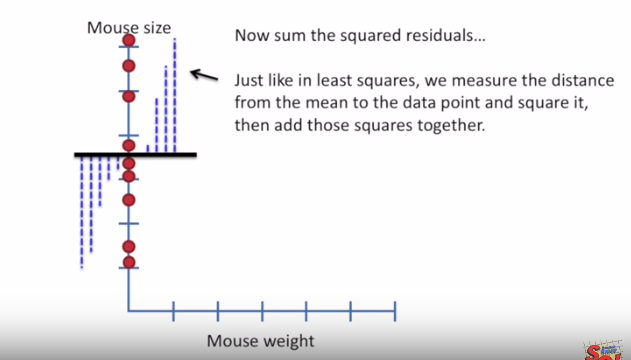 Mouse size
Now sum the squared residuals...
Just like in least squares, we measure the distance
from the mean to the data point and square it,
then add those squares together.
Mouse weight